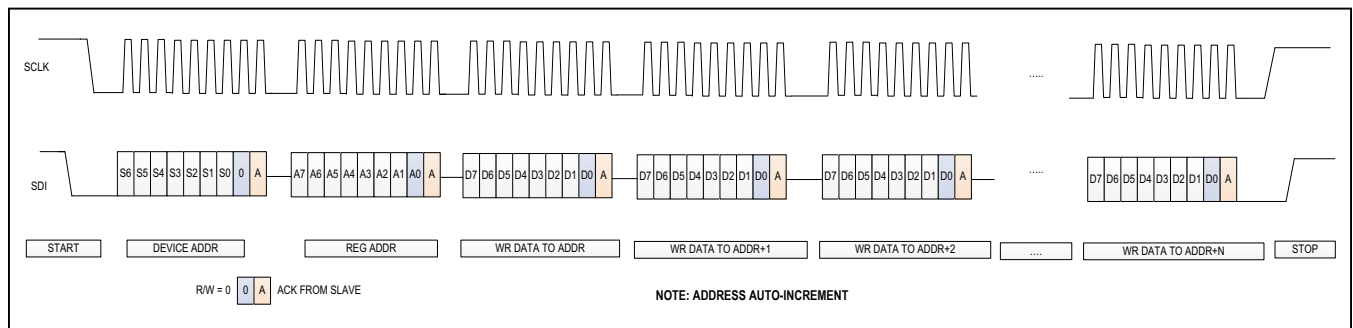 SCLK
.....
SDI
S6 S5 S4 S3 S2 S1 S0 0 A
A7 A6 A5 A4 A3 A2 A1 A0 A
D7 D6 D5 D4 D3 D2 D1 D0 A
D7 D6 D5 D4 D3 D2 D1 D0 A
D7 D6 D5 D4 D3 D2 D1 D0 A
.....
D7 D6 D5 D4 D3 D2 D1 D0 A
START
DEVICE ADDR
REG ADDR
WR DATA TO ADDR
WR DATA TO ADDR+1
WR DATA TO ADDR+2
....
WR DATA TO ADDR+N
STOP
R/W = 0 0 A ACK FROM SLAVE
NOTE: ADDRESS AUTO-INCREMENT